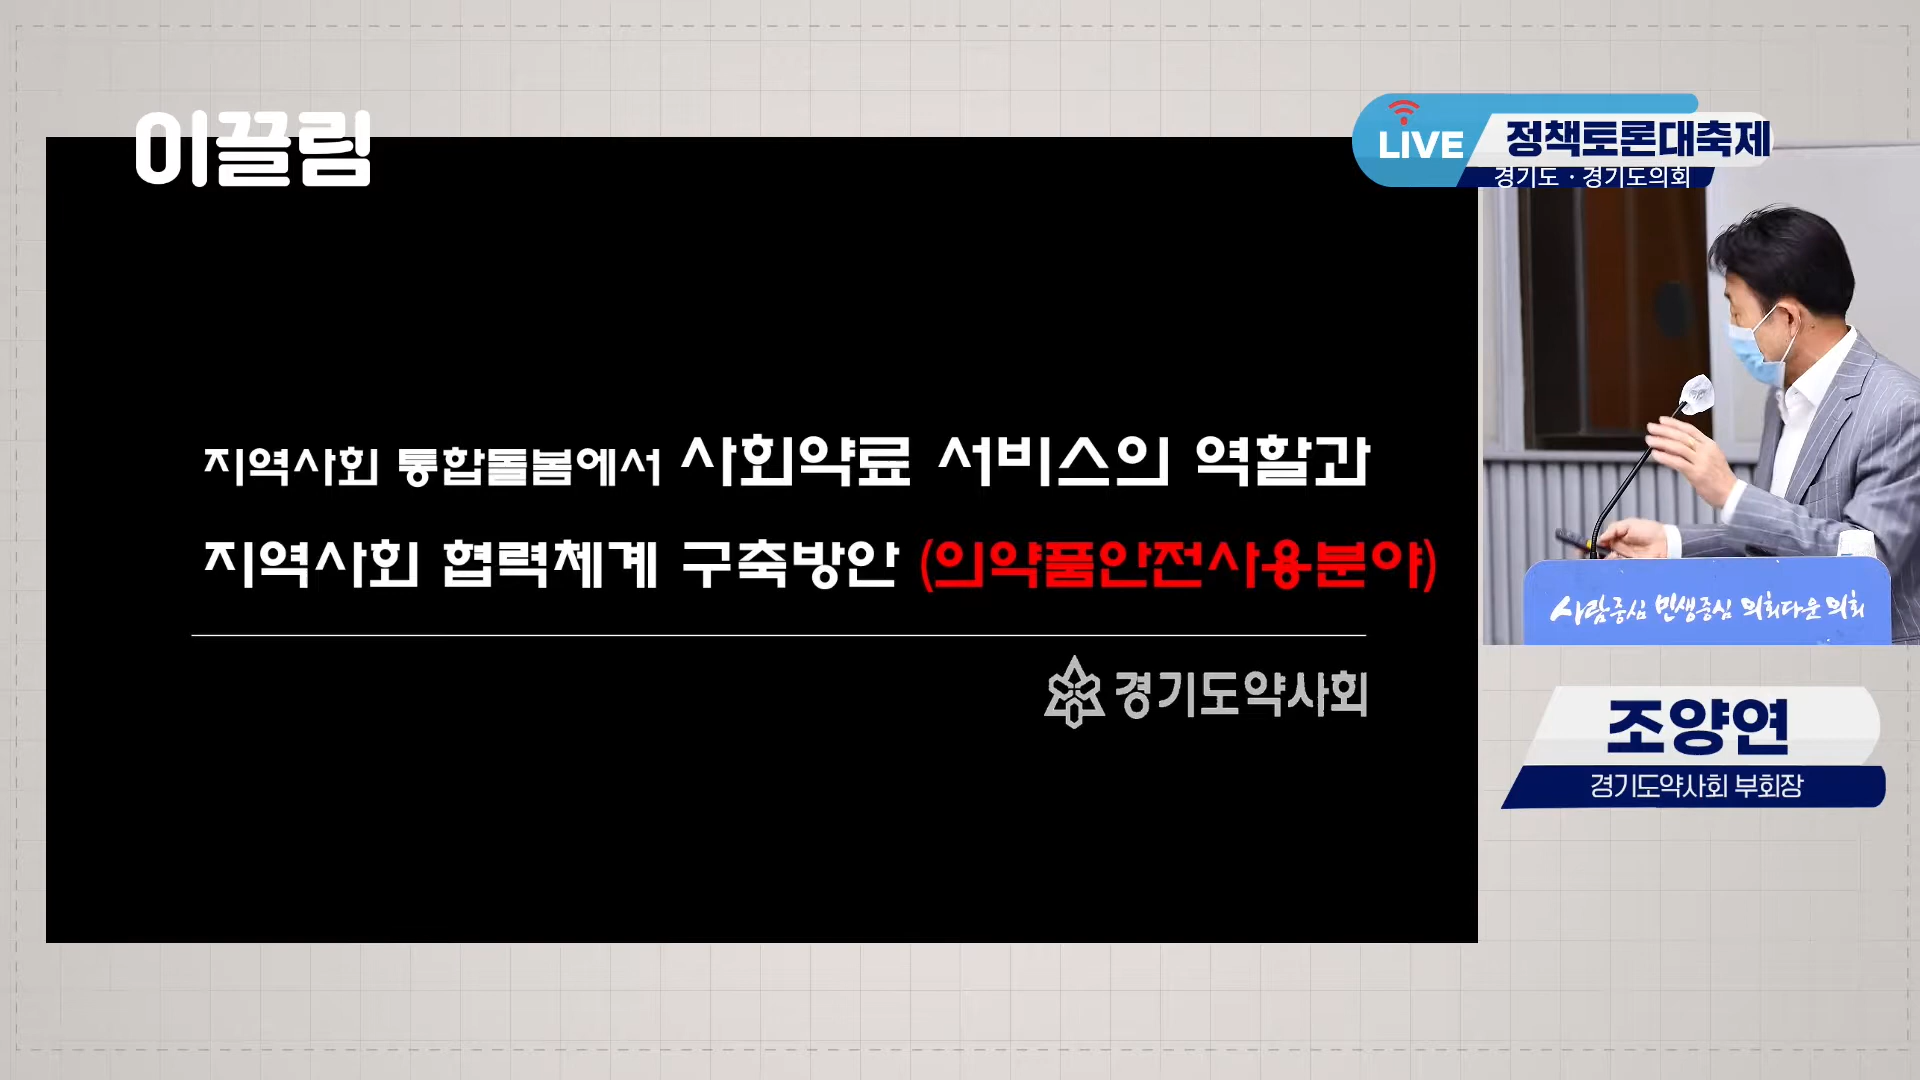 이끌림
LIVE 정책토론대축제
경기도 · 경기도의회
지역사회 통합돌봄에서 사회약료 서비스의 역할과
지역사회 협력체계 구축방안 (의약품안전사용분야)
경기도약사회
사람중심 민생중심 의회다운 의회
조양연
경기도약사회 부회장